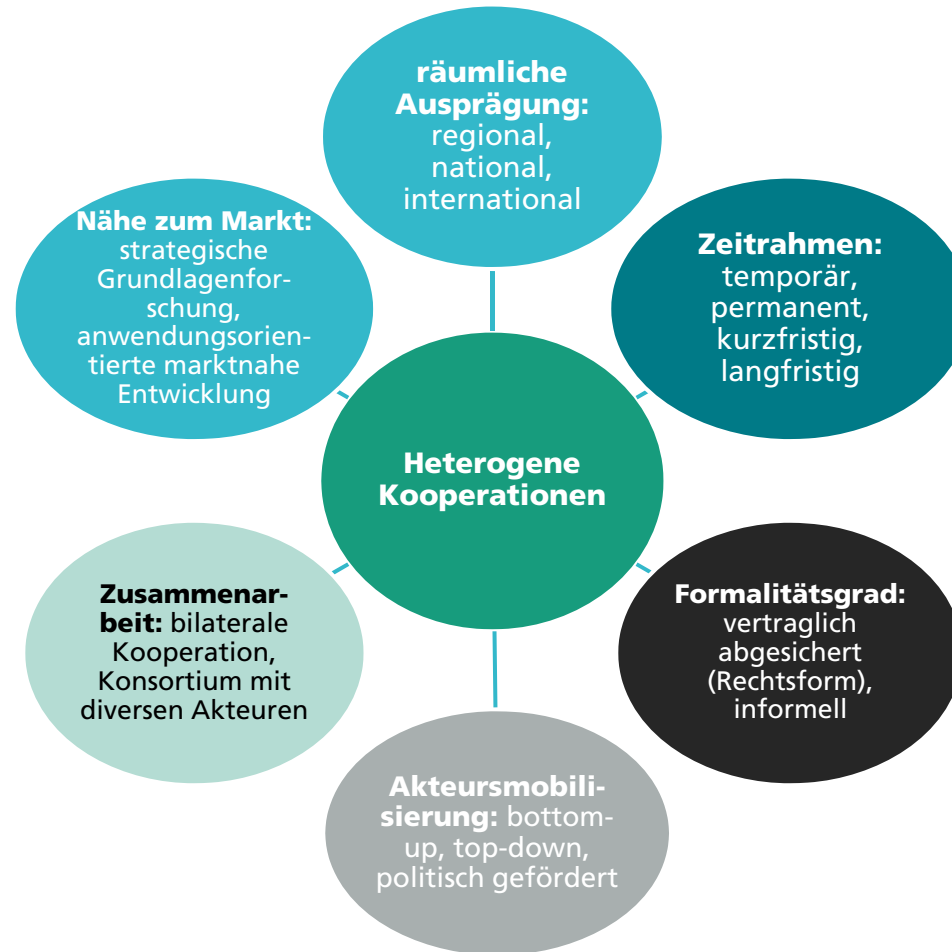 räumliche
Ausprägung:
regional,
national,
international
Nähe zum Markt:
strategische
Grundlagenfor-
schung,
anwendungsorien-
tierte marktnahe
Entwicklung
Zeitrahmen:
temporär,
permanent,
kurzfristig,
langfristig
Heterogene
Kooperationen
Zusammenar-
beit: bilaterale
Kooperation,
Konsortium mit
diversen Akteuren
Formalitätsgrad:
vertraglich
abgesichert
(Rechtsform),
informell
Akteursmobili-
sierung: bottom-
up, top-down,
politisch gefördert